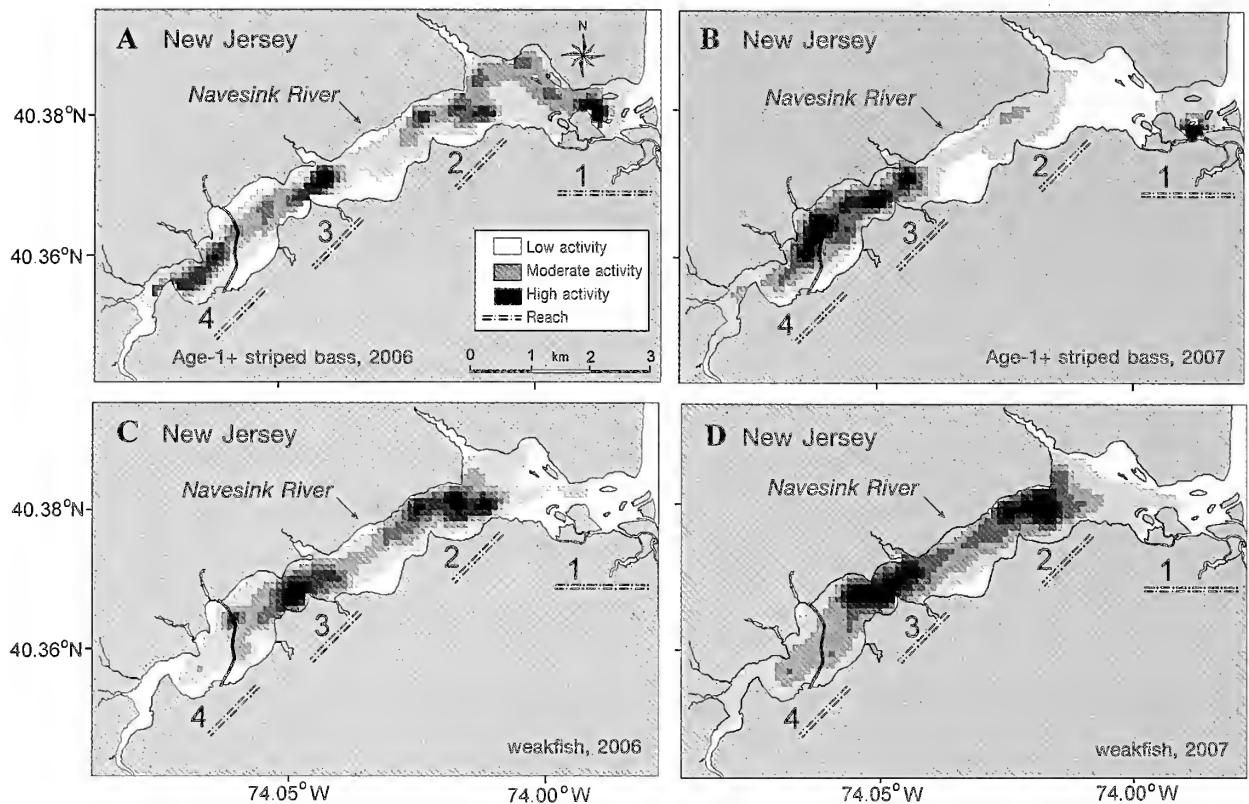 A New Jersey
N
Navesink River
40.38°N
40.36°N
1
2
3
4
Low activity
Moderate activity
High activity
Reach
0 1 km 2 3
Age-1+ striped bass, 2006
B New Jersey
Navesink River
1
2
3
4
Age-1+ striped bass, 2007
C New Jersey
Navesink River
40.38°N
40.36°N
1
2
3
4
weakfish, 2006
74.05°W
74.00°W
D New Jersey
Navesink River
1
2
3
4
weakfish, 2007
74.05°W
74.00°W